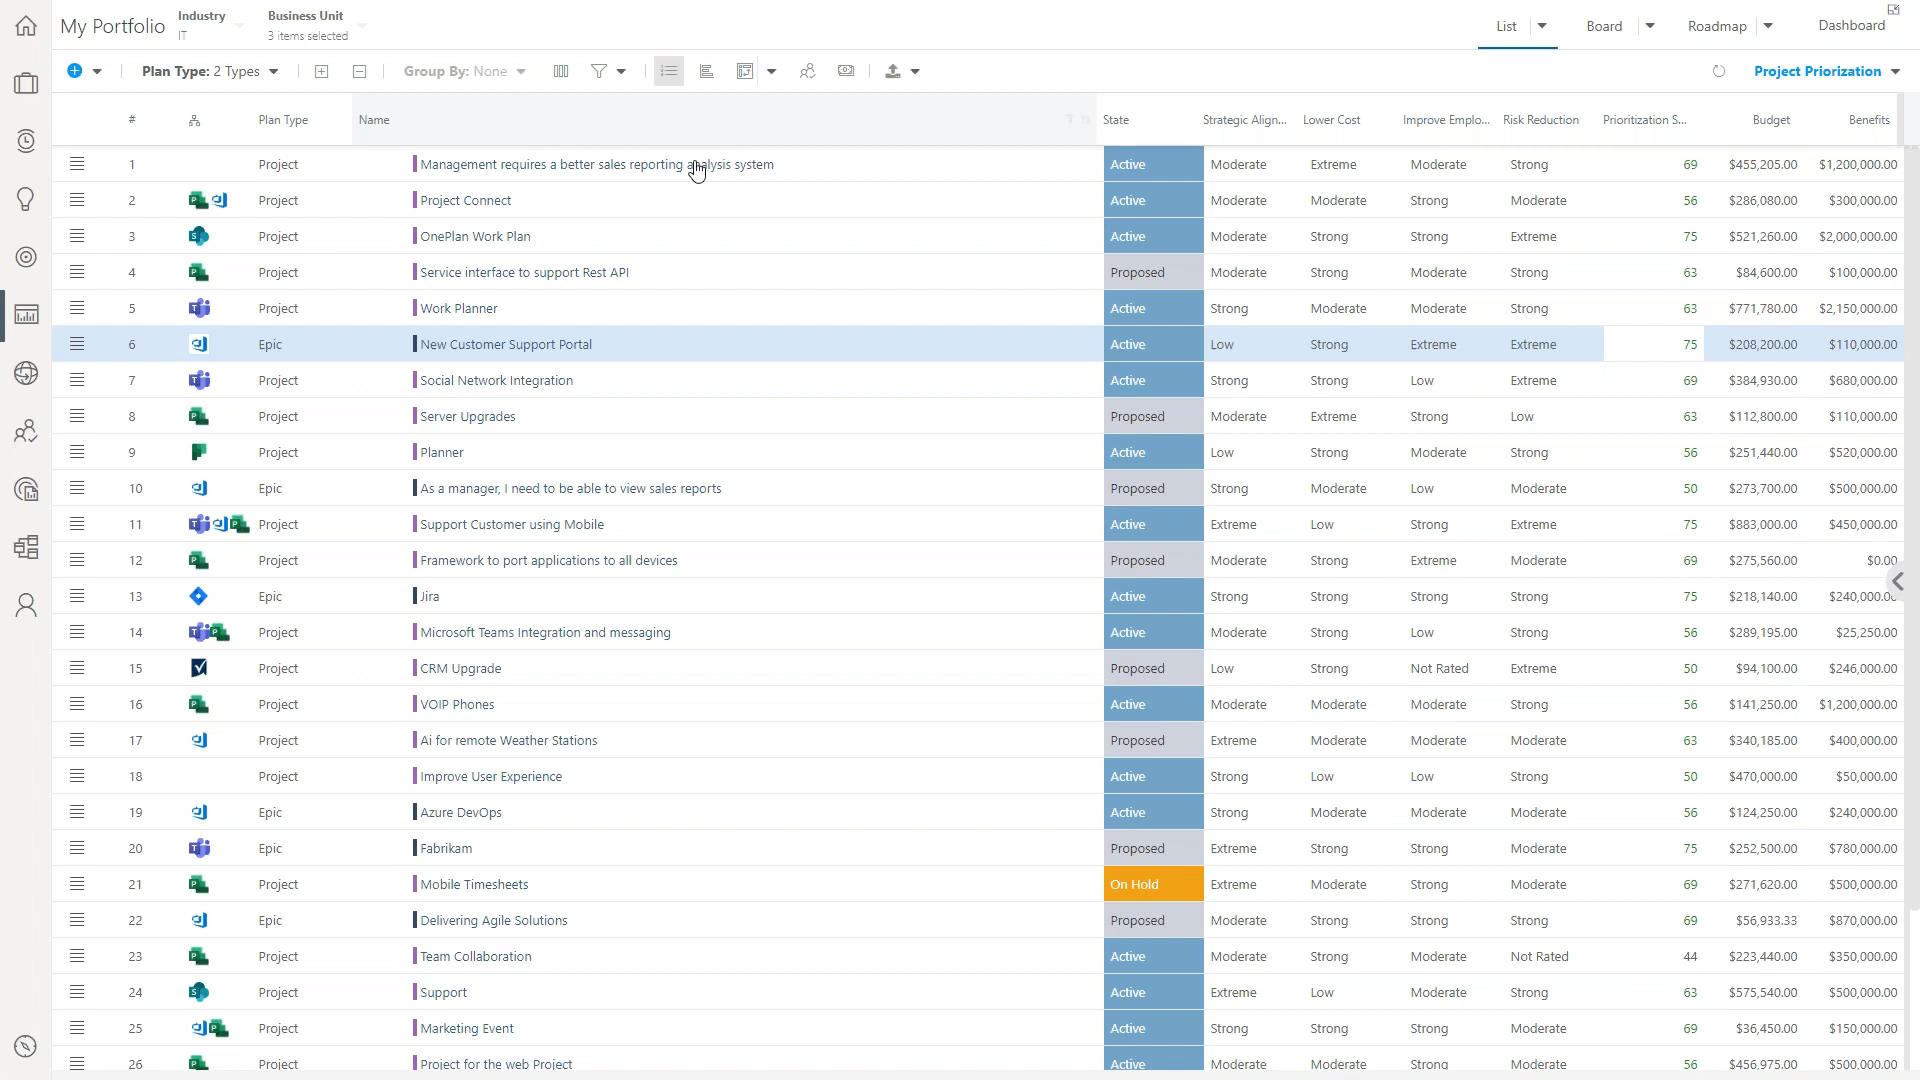 My Portfolio
Industry
IT
Business Unit
3 items selected
List
Board
Roadmap
Dashboard
Plan Type: 2 Types
Group By: None
Project Priorization
# Plan Type Name State Strategic Align... Lower Cost Improve Emplo... Risk Reduction Prioritization S... Budget Benefits
1 Project Management requires a better sales reporting analysis system Active Moderate Extreme Moderate Strong 69 $455,205.00 $1,200,000.00
2 Project Project Connect Active Moderate Moderate Strong Moderate 56 $286,080.00 $300,000.00
3 Project OnePlan Work Plan Active Moderate Strong Strong Extreme 75 $521,260.00 $2,000,000.00
4 Project Service interface to support Rest API Proposed Moderate Strong Moderate Strong 63 $84,600.00 $100,000.00
5 Project Work Planner Active Strong Moderate Moderate Strong 63 $771,780.00 $2,150,000.00
6 Epic New Customer Support Portal Active Low Strong Extreme Extreme 75 $208,200.00 $110,000.00
7 Project Social Network Integration Active Strong Strong Low Extreme 69 $384,930.00 $680,000.00
8 Project Server Upgrades Proposed Moderate Extreme Strong Low 63 $112,800.00 $110,000.00
9 Project Planner Active Low Strong Moderate Strong 56 $251,440.00 $520,000.00
10 Epic As a manager, I need to be able to view sales reports Proposed Strong Moderate Low Moderate 50 $273,700.00 $500,000.00
11 Project Support Customer using Mobile Active Extreme Low Strong Extreme 75 $883,000.00 $450,000.00
12 Project Framework to port applications to all devices Proposed Moderate Strong Extreme Moderate 69 $275,560.00 $0.00
13 Epic Jira Active Strong Strong Strong Strong 75 $218,140.00 $240,000.00
14 Project Microsoft Teams Integration and messaging Active Moderate Strong Low Strong 56 $289,195.00 $25,250.00
15 Project CRM Upgrade Proposed Low Strong Not Rated Extreme 50 $94,100.00 $246,000.00
16 Project VOIP Phones Active Moderate Moderate Moderate Strong 56 $141,250.00 $1,200,000.00
17 Project Ai for remote Weather Stations Proposed Extreme Moderate Moderate Moderate 63 $340,185.00 $400,000.00
18 Project Improve User Experience Active Strong Low Low Strong 50 $470,000.00 $50,000.00
19 Epic Azure DevOps Active Strong Moderate Moderate Moderate 56 $124,250.00 $240,000.00
20 Epic Fabrikam Proposed Extreme Strong Strong Moderate 75 $252,500.00 $780,000.00
21 Project Mobile Timesheets On Hold Extreme Moderate Strong Moderate 69 $271,620.00 $500,000.00
22 Epic Delivering Agile Solutions Proposed Moderate Strong Strong Strong 69 $56,933.33 $870,000.00
23 Project Team Collaboration Active Moderate Strong Moderate Not Rated 44 $223,440.00 $350,000.00
24 Project Support Active Extreme Low Moderate Strong 63 $575,540.00 $500,000.00
25 Project Marketing Event Active Strong Strong Strong Moderate 69 $36,450.00 $150,000.00
26 Project Project for the web Project Active Moderate Moderate Strong Moderate 56 $456,975.00 $500,000.00